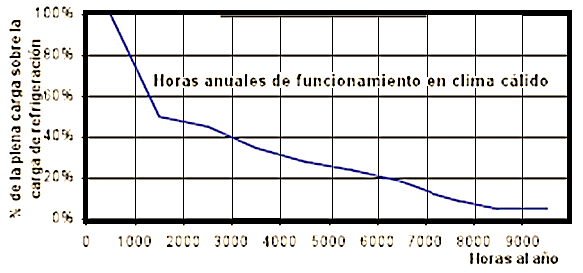 % de la plena carga sobre la
carga de refrigeración
100%
80%
60%
40%
20%
0%
Horas anuales de funcionamiento en clima cálido
0 1000 2000 3000 4000 5000 6000 7000 8000 9000
Horas al año